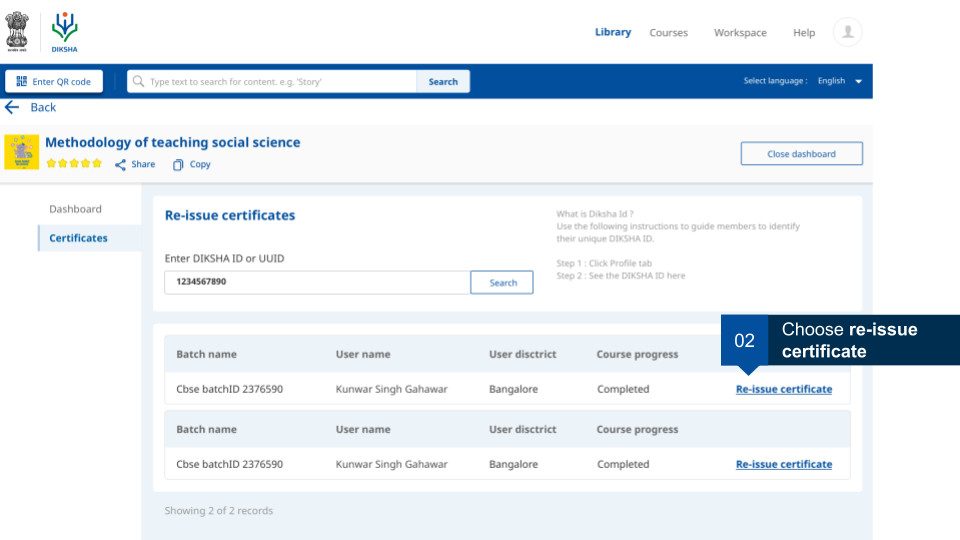 DIKSHA
Library Courses Workspace Help
Enter QR code
Type text to search for content. e.g. 'Story'
Search
Select language : English
Back
Methodology of teaching social science
Share Copy
Close dashboard
Dashboard
Certificates
Re-issue certificates
Enter DIKSHA ID or UUID
1234567890
Search
What is Diksha Id ?
Use the following instructions to guide members to identify
their unique DIKSHA ID.
Step 1 : Click Profile tab
Step 2 : See the DIKSHA ID here
02
Choose re-issue
certificate
Batch name User name User disctrict Course progress
Cbse batchID 2376590 Kunwar Singh Gahawar Bangalore Completed Re-issue certificate
Batch name User name User disctrict Course progress
Cbse batchID 2376590 Kunwar Singh Gahawar Bangalore Completed Re-issue certificate
Showing 2 of 2 records